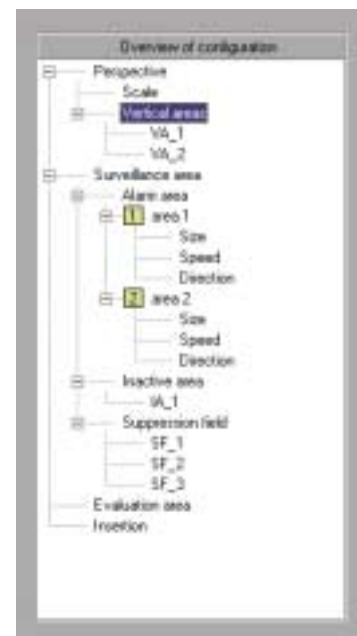 Overview of configuration
Perspective
Scale
Vertical areas
VA_1
VA_2
Surveillance area
Alarm area
1 area 1
Size
Speed
Direction
2 area 2
Size
Speed
Direction
Inactive area
IA_1
Suppression field
SF_1
SF_2
SF_3
Evaluation area
Insertion